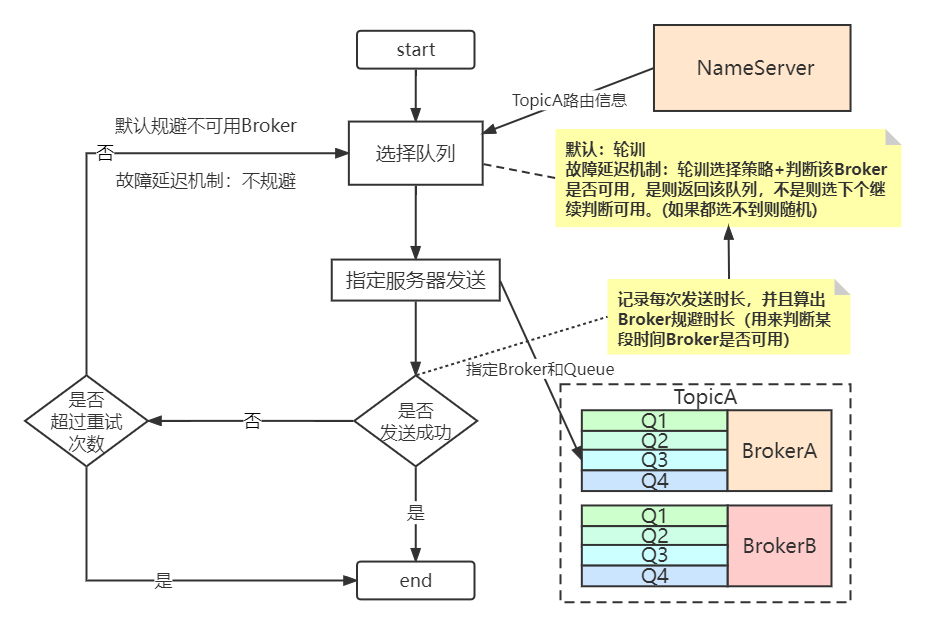 start
NameServer
TopicA路由信息
默认规避不可用Broker
否
选择队列
故障延迟机制：不规避
默认：轮训
故障延迟机制：轮训选择策略+判断该Broker
是否可用，是则返回该队列，不是则选下个继
续判断可用。(如果都选不到则随机)
指定服务器发送
记录每次发送时长，并且算出
Broker规避时长（用来判断某
段时间Broker是否可用）
指定Broker和Queue
是否
超过重试
次数
否
是否
发送成功
TopicA
Q1
Q2
Q3
Q4
BrokerA
Q1
Q2
Q3
Q4
BrokerB
是
是
end